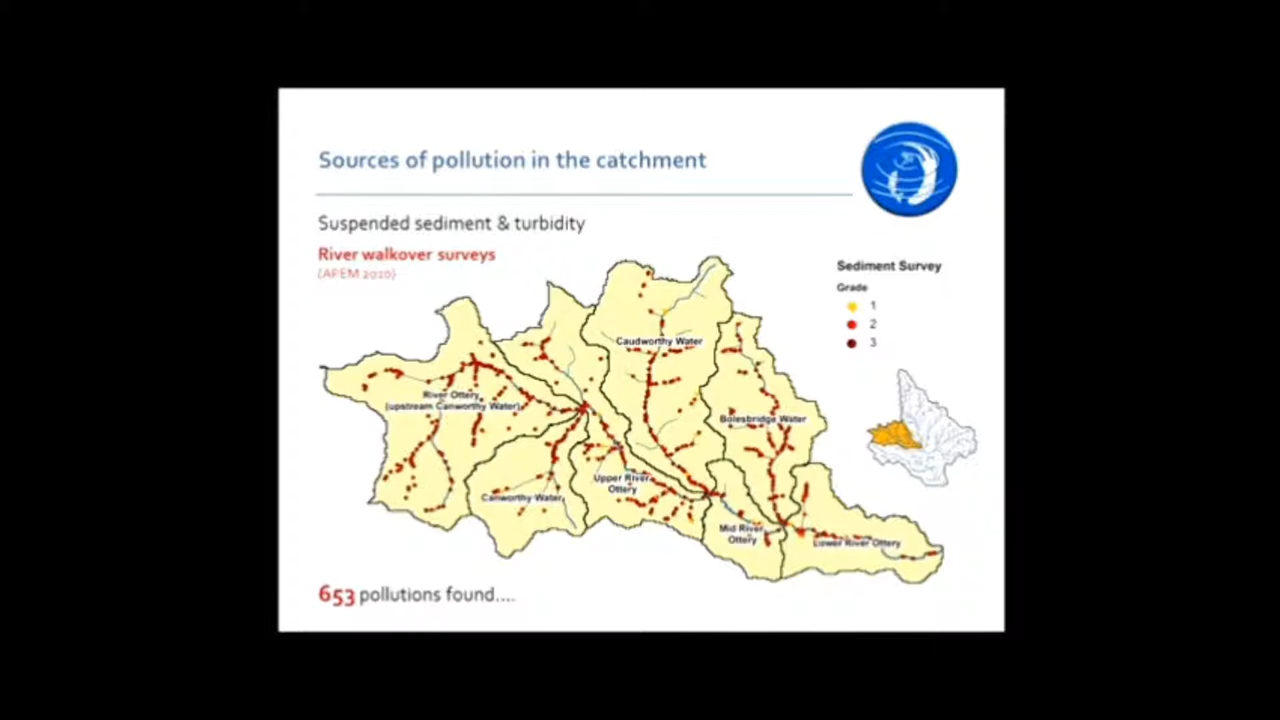 Sources of pollution in the catchment
Suspended sediment & turbidity
River walkover surveys
(APEM 2010)
Sediment Survey
Grade
1
2
3
Caudworthy Water
River Ottery
(upstream Canworthy Water)
Bolesbridge Water
Upper River
Ottery
Canworthy Water
Mid River
Ottery
Lower River Ottery
653 pollutions found....